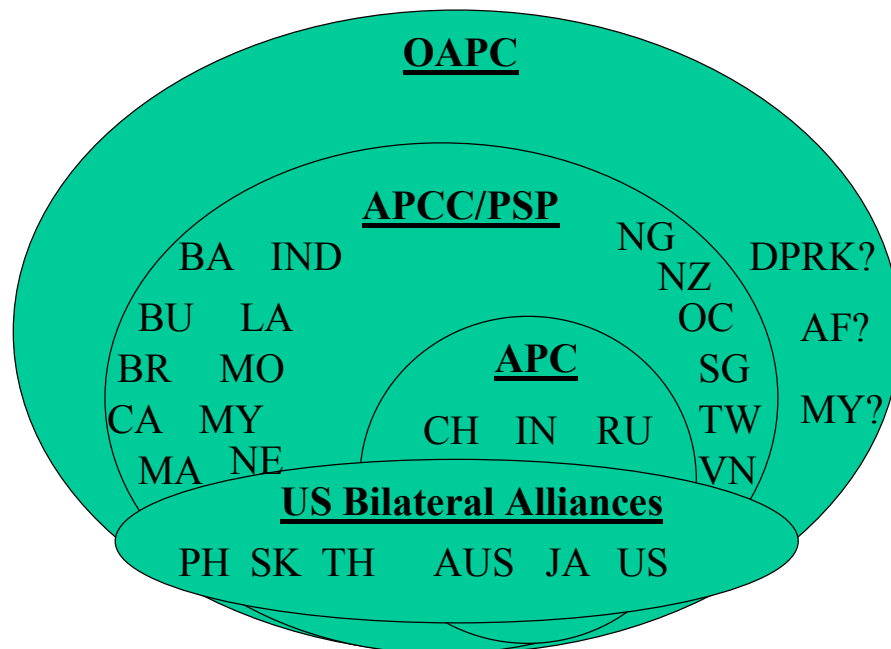 OAPC
APCC/PSP
BA IND NG
NZ DPRK?
BU LA OC AF?
APC
BR MO SG
CA MY CH IN RU TW MY?
MA NE VN
US Bilateral Alliances
PH SK TH AUS JA US